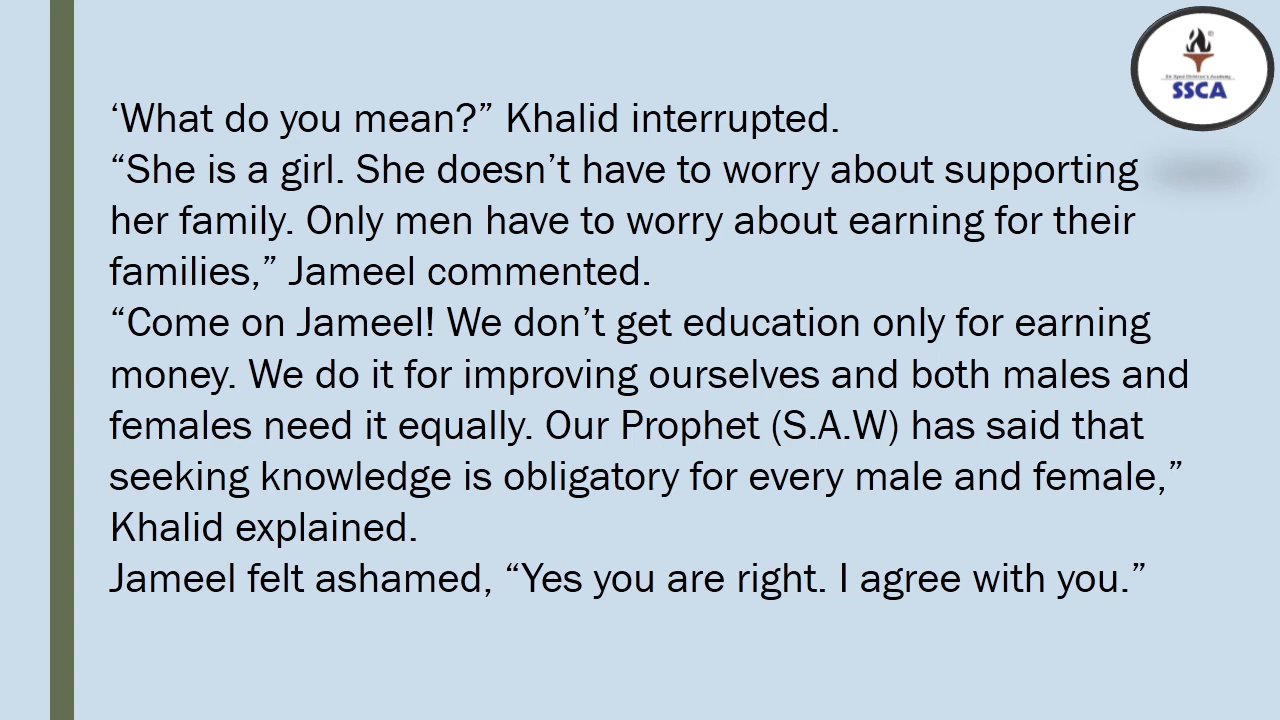 ‘What do you mean?” Khalid interrupted.
“She is a girl. She doesn’t have to worry about supporting
her family. Only men have to worry about earning for their
families,” Jameel commented.
“Come on Jameel! We don’t get education only for earning
money. We do it for improving ourselves and both males and
females need it equally. Our Prophet (S.A.W) has said that
seeking knowledge is obligatory for every male and female,”
Khalid explained.
Jameel felt ashamed, “Yes you are right. I agree with you.”
®
Sir Syed Children's Academy
SSCA